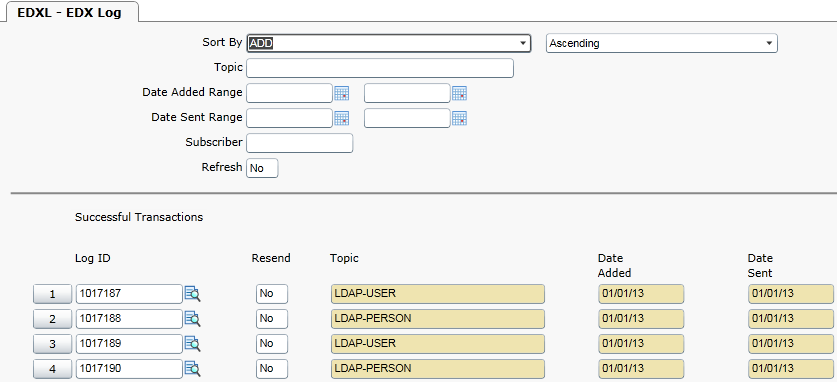 EDXL - EDX Log
Sort By ADD Ascending
Topic
Date Added Range
Date Sent Range
Subscriber
Refresh No
Successful Transactions
Log ID Resend Topic Date Added Date Sent
1 1017187 No LDAP-USER 01/01/13 01/01/13
2 1017188 No LDAP-PERSON 01/01/13 01/01/13
3 1017189 No LDAP-USER 01/01/13 01/01/13
4 1017190 No LDAP-PERSON 01/01/13 01/01/13